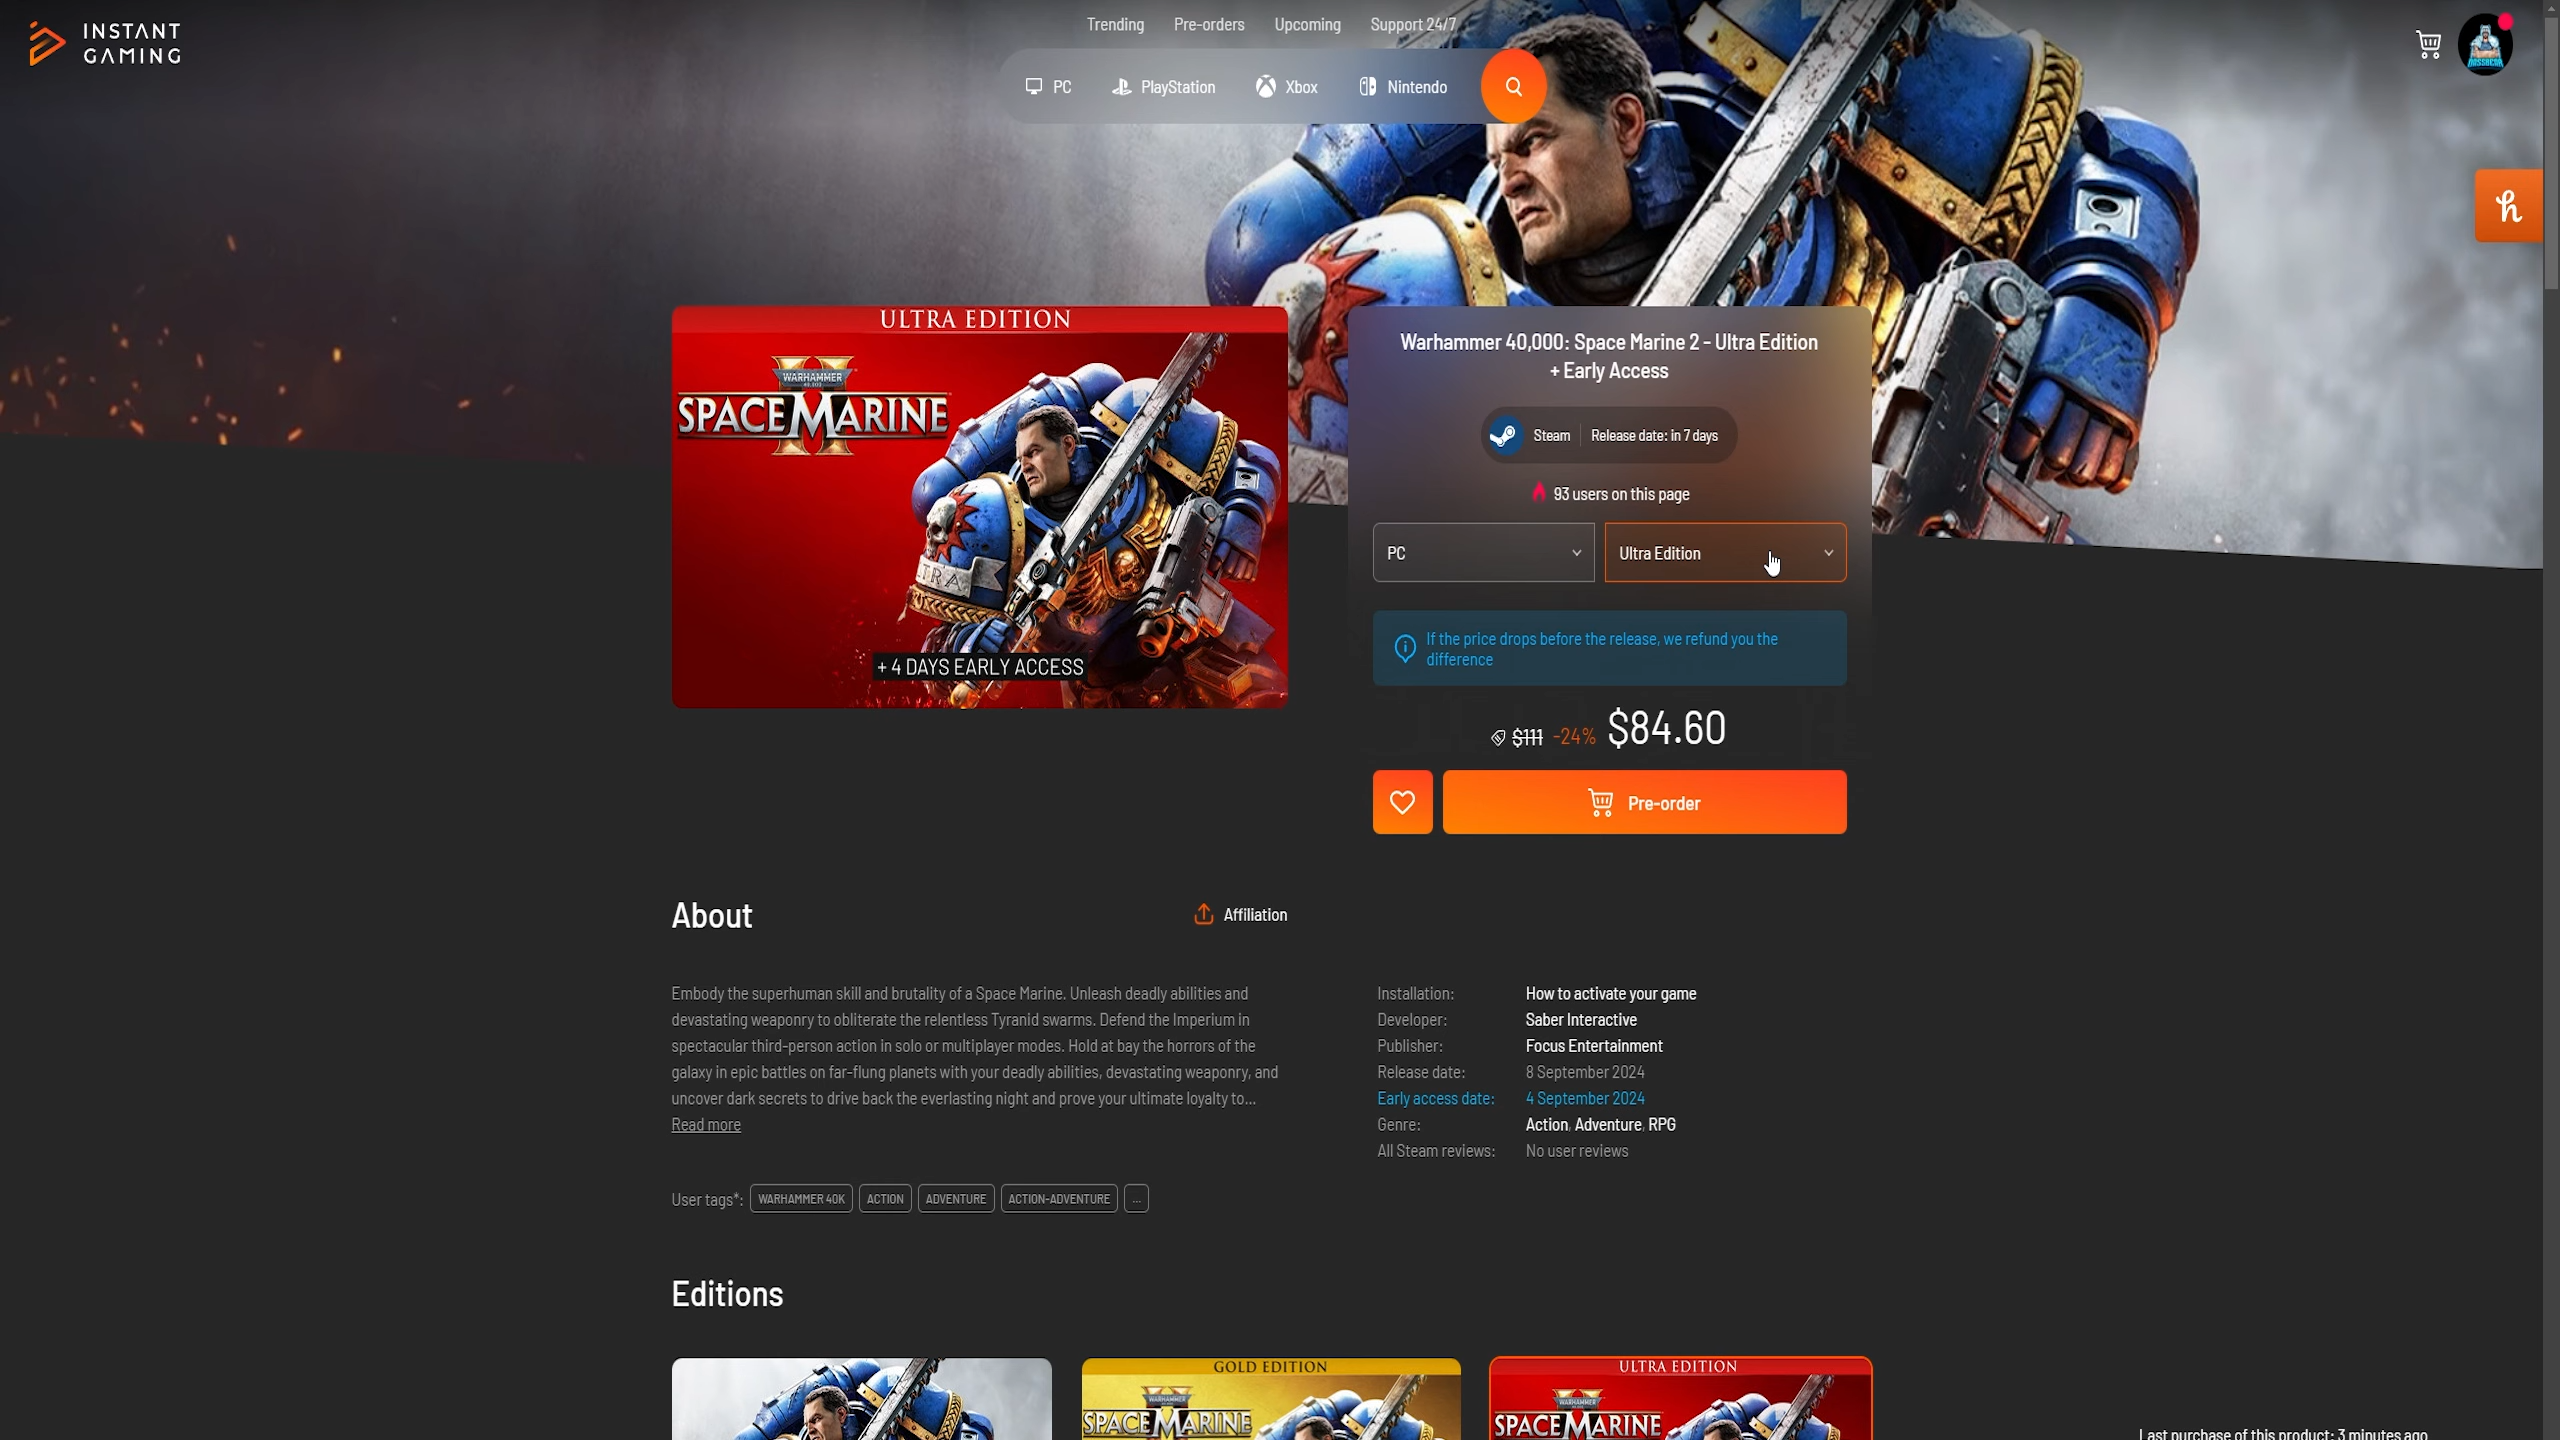 INSTANT
GAMING
Trending
Pre-orders
Upcoming
Support 24/7
PC
PlayStation
Xbox
Nintendo
ULTRA EDITION
WARHAMMER
40,000
SPACE MARINE
II
+ 4 DAYS EARLY ACCESS
Warhammer 40,000: Space Marine 2 - Ultra Edition
+ Early Access
Steam
Release date: in 7 days
93 users on this page
PC
Ultra Edition
If the price drops before the release, we refund you the
difference
$111 -24% $84.60
Pre-order
About
Affiliation
Embody the superhuman skill and brutality of a Space Marine. Unleash deadly abilities and
devastating weaponry to obliterate the relentless Tyranid swarms. Defend the Imperium in
spectacular third-person action in solo or multiplayer modes. Hold at bay the horrors of the
galaxy in epic battles on far-flung planets with your deadly abilities, devastating weaponry, and
uncover dark secrets to drive back the everlasting night and prove your ultimate loyalty to...
Read more
Installation: How to activate your game
Developer: Saber Interactive
Publisher: Focus Entertainment
Release date: 8 September 2024
Early access date: 4 September 2024
Genre: Action, Adventure, RPG
All Steam reviews: No user reviews
User tags*: WARHAMMER 40K ACTION ADVENTURE ACTION-ADVENTURE ...
Editions
GOLD EDITION
WARHAMMER
SPACE MARINE
ULTRA EDITION
WARHAMMER
SPACE MARINE
Last purchase of this product: 3 minutes ago